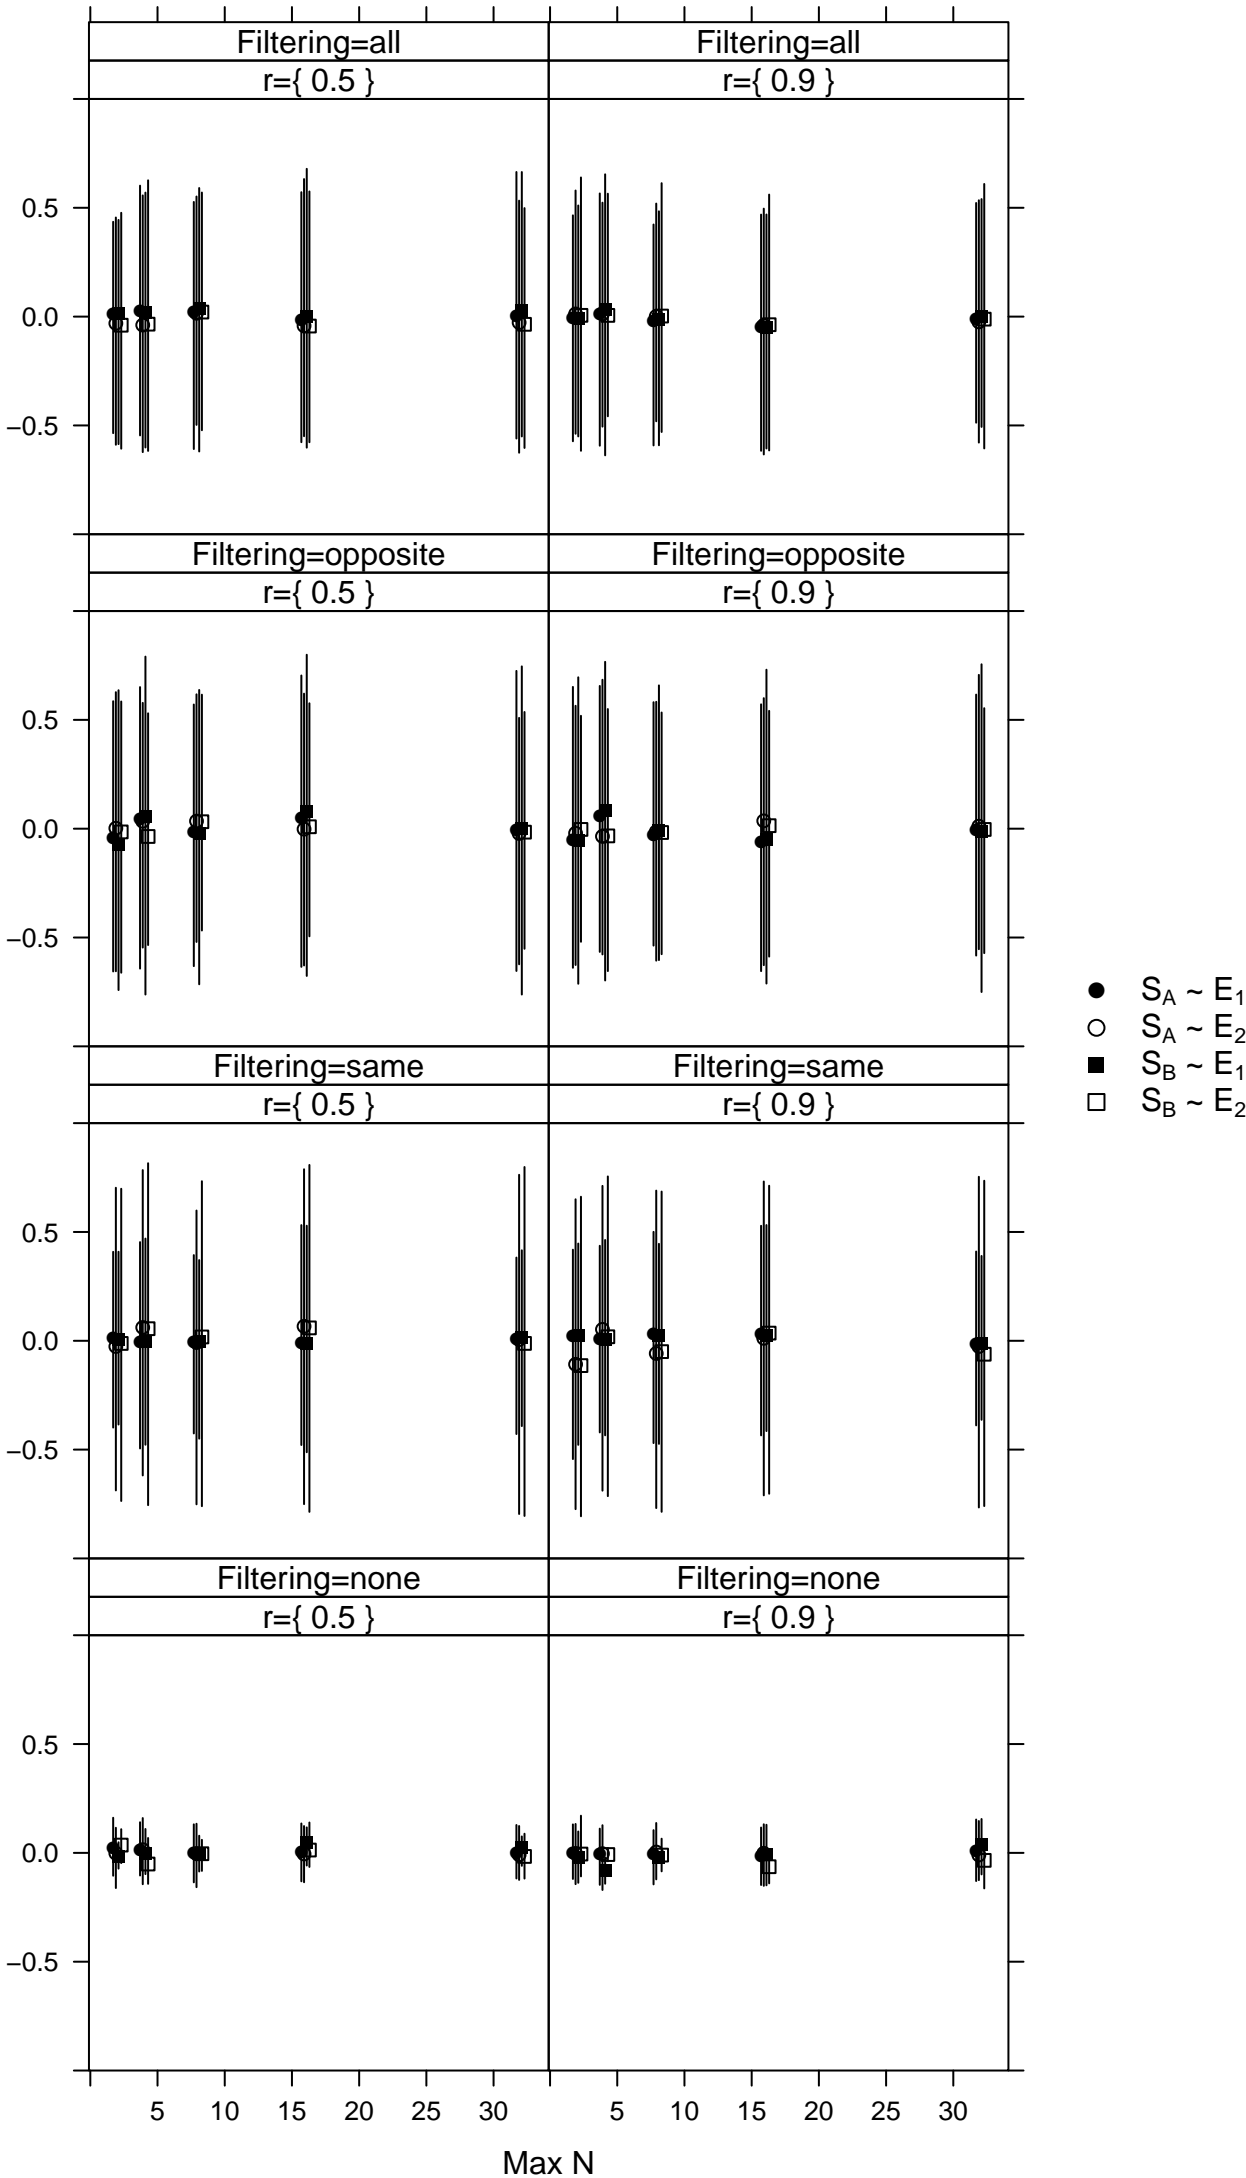 Filtering=all Filtering=all
r={ 0.5 } r={ 0.9 }
0.5
0.0
−0.5
Filtering=opposite Filtering=opposite
r={ 0.5 } r={ 0.9 }
0.5
0.0
−0.5
S_A ~ E_1
S_A ~ E_2
S_B ~ E_1
S_B ~ E_2
Filtering=same Filtering=same
r={ 0.5 } r={ 0.9 }
0.5
0.0
−0.5
Filtering=none Filtering=none
r={ 0.5 } r={ 0.9 }
0.5
0.0
−0.5
5 10 15 20 25 30 5 10 15 20 25 30
Max N